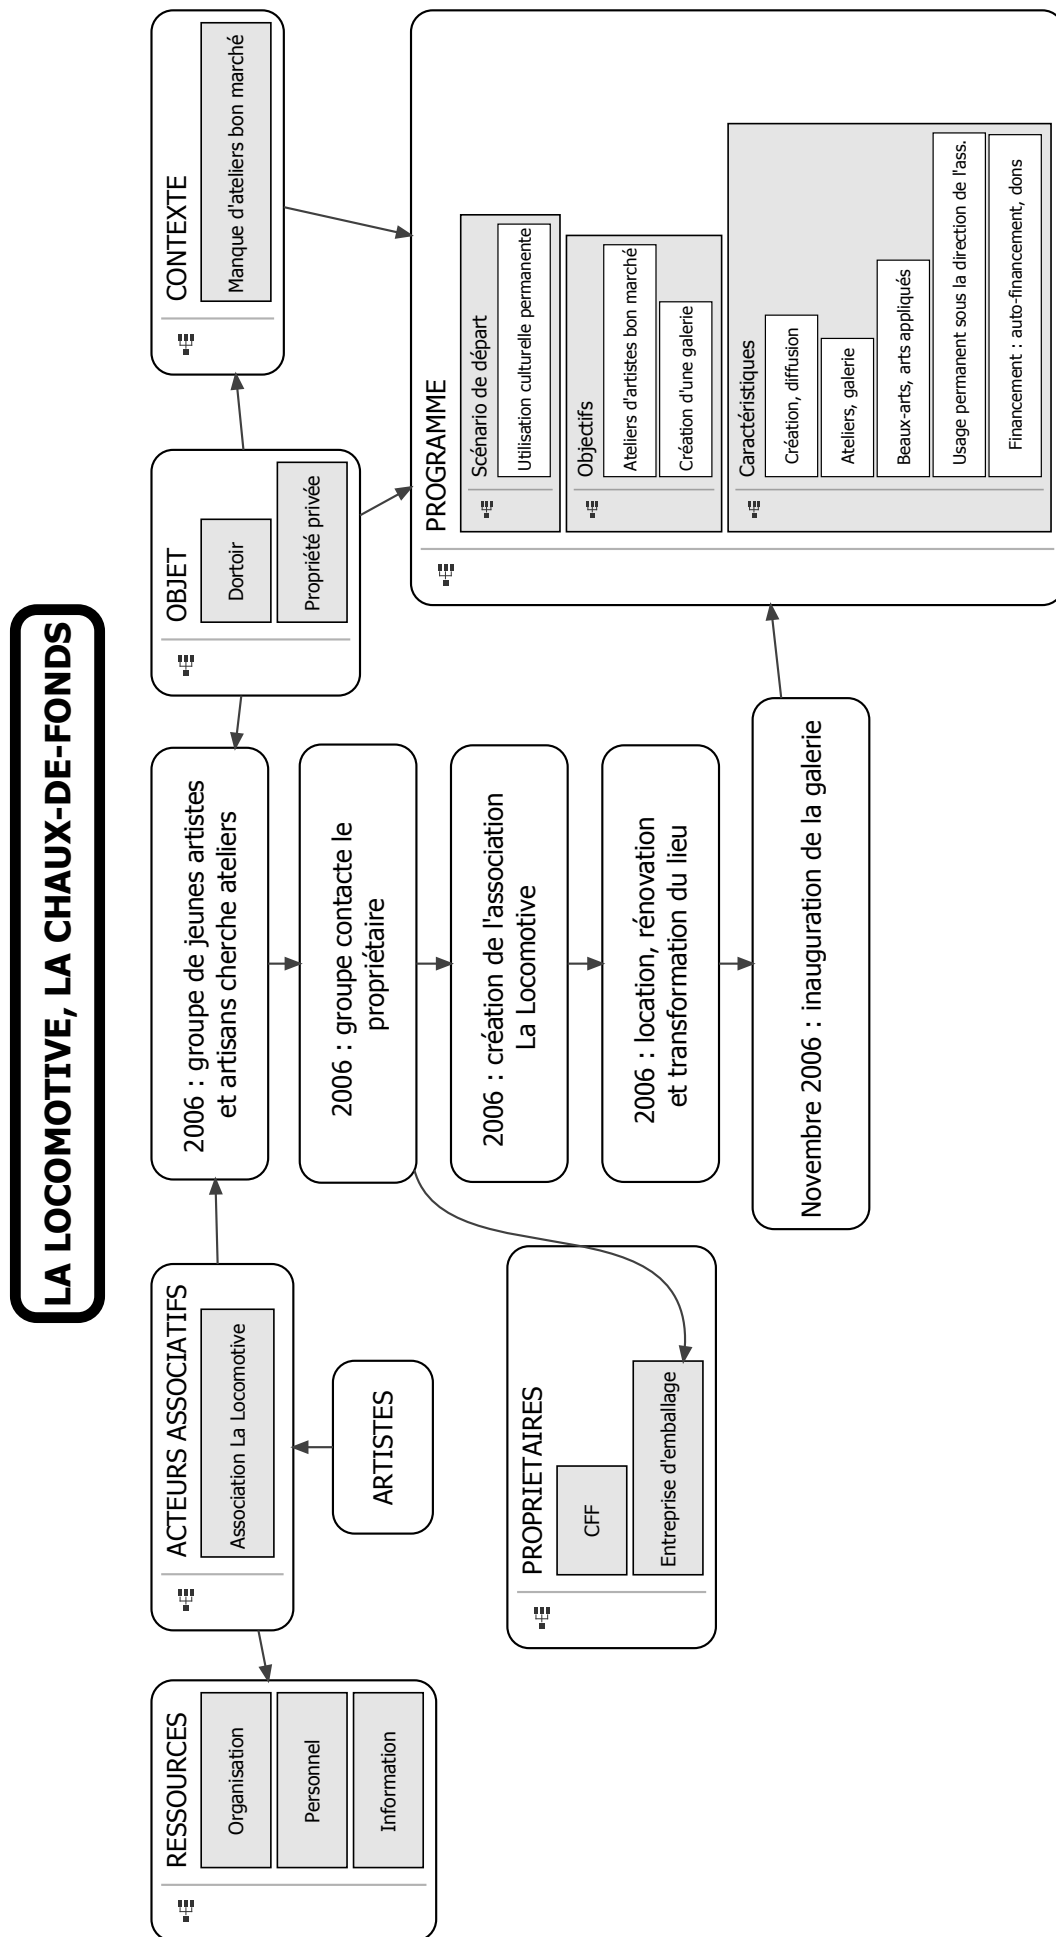 LA LOCOMOTIVE, LA CHAUX-DE-FONDS
RESSOURCES
Organisation
Personnel
Information
ACTEURS ASSOCIATIFS
Association La Locomotive
ARTISTES
PROPRIETAIRES
CFF
Entreprise d'emballage
2006 : groupe de jeunes artistes
et artisans cherche ateliers
2006 : groupe contacte le
propriétaire
2006 : création de l'association
La Locomotive
2006 : location, rénovation
et transformation du lieu
Novembre 2006 : inauguration de la galerie
OBJET
Dortoir
Propriété privée
CONTEXTE
Manque d'ateliers bon marché
PROGRAMME
Scénario de départ
Utilisation culturelle permanente
Objectifs
Ateliers d'artistes bon marché
Création d'une galerie
Caractéristiques
Création, diffusion
Ateliers, galerie
Beaux-arts, arts appliqués
Usage permanent sous la direction de l'ass.
Financement : auto-financement, dons